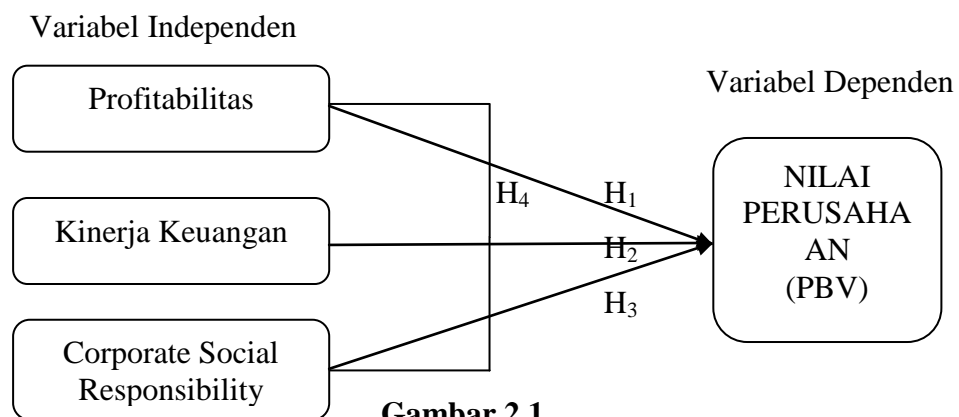 Variabel Independen
Profitabilitas
Variabel Dependen
NILAI
PERUSAHA
AN
(PBV)
H₄
H₁
Kinerja Keuangan
H₂
H₃
Corporate Social
Responsibility
Gambar 2.1